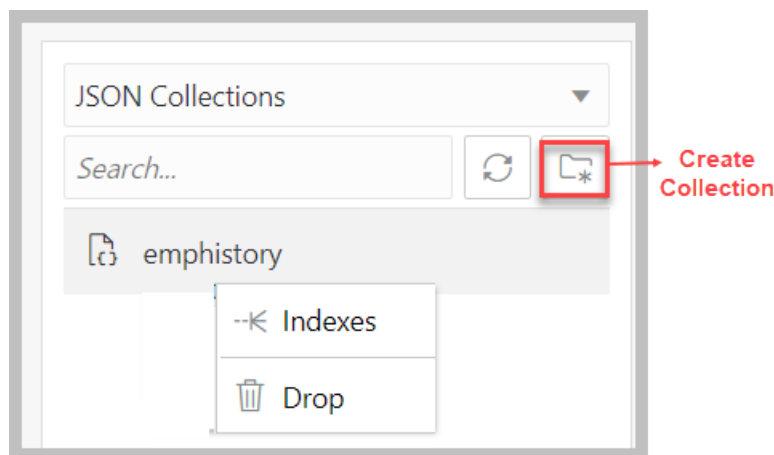 JSON Collections
Search...
Create
Collection
emphistory
Indexes
Drop